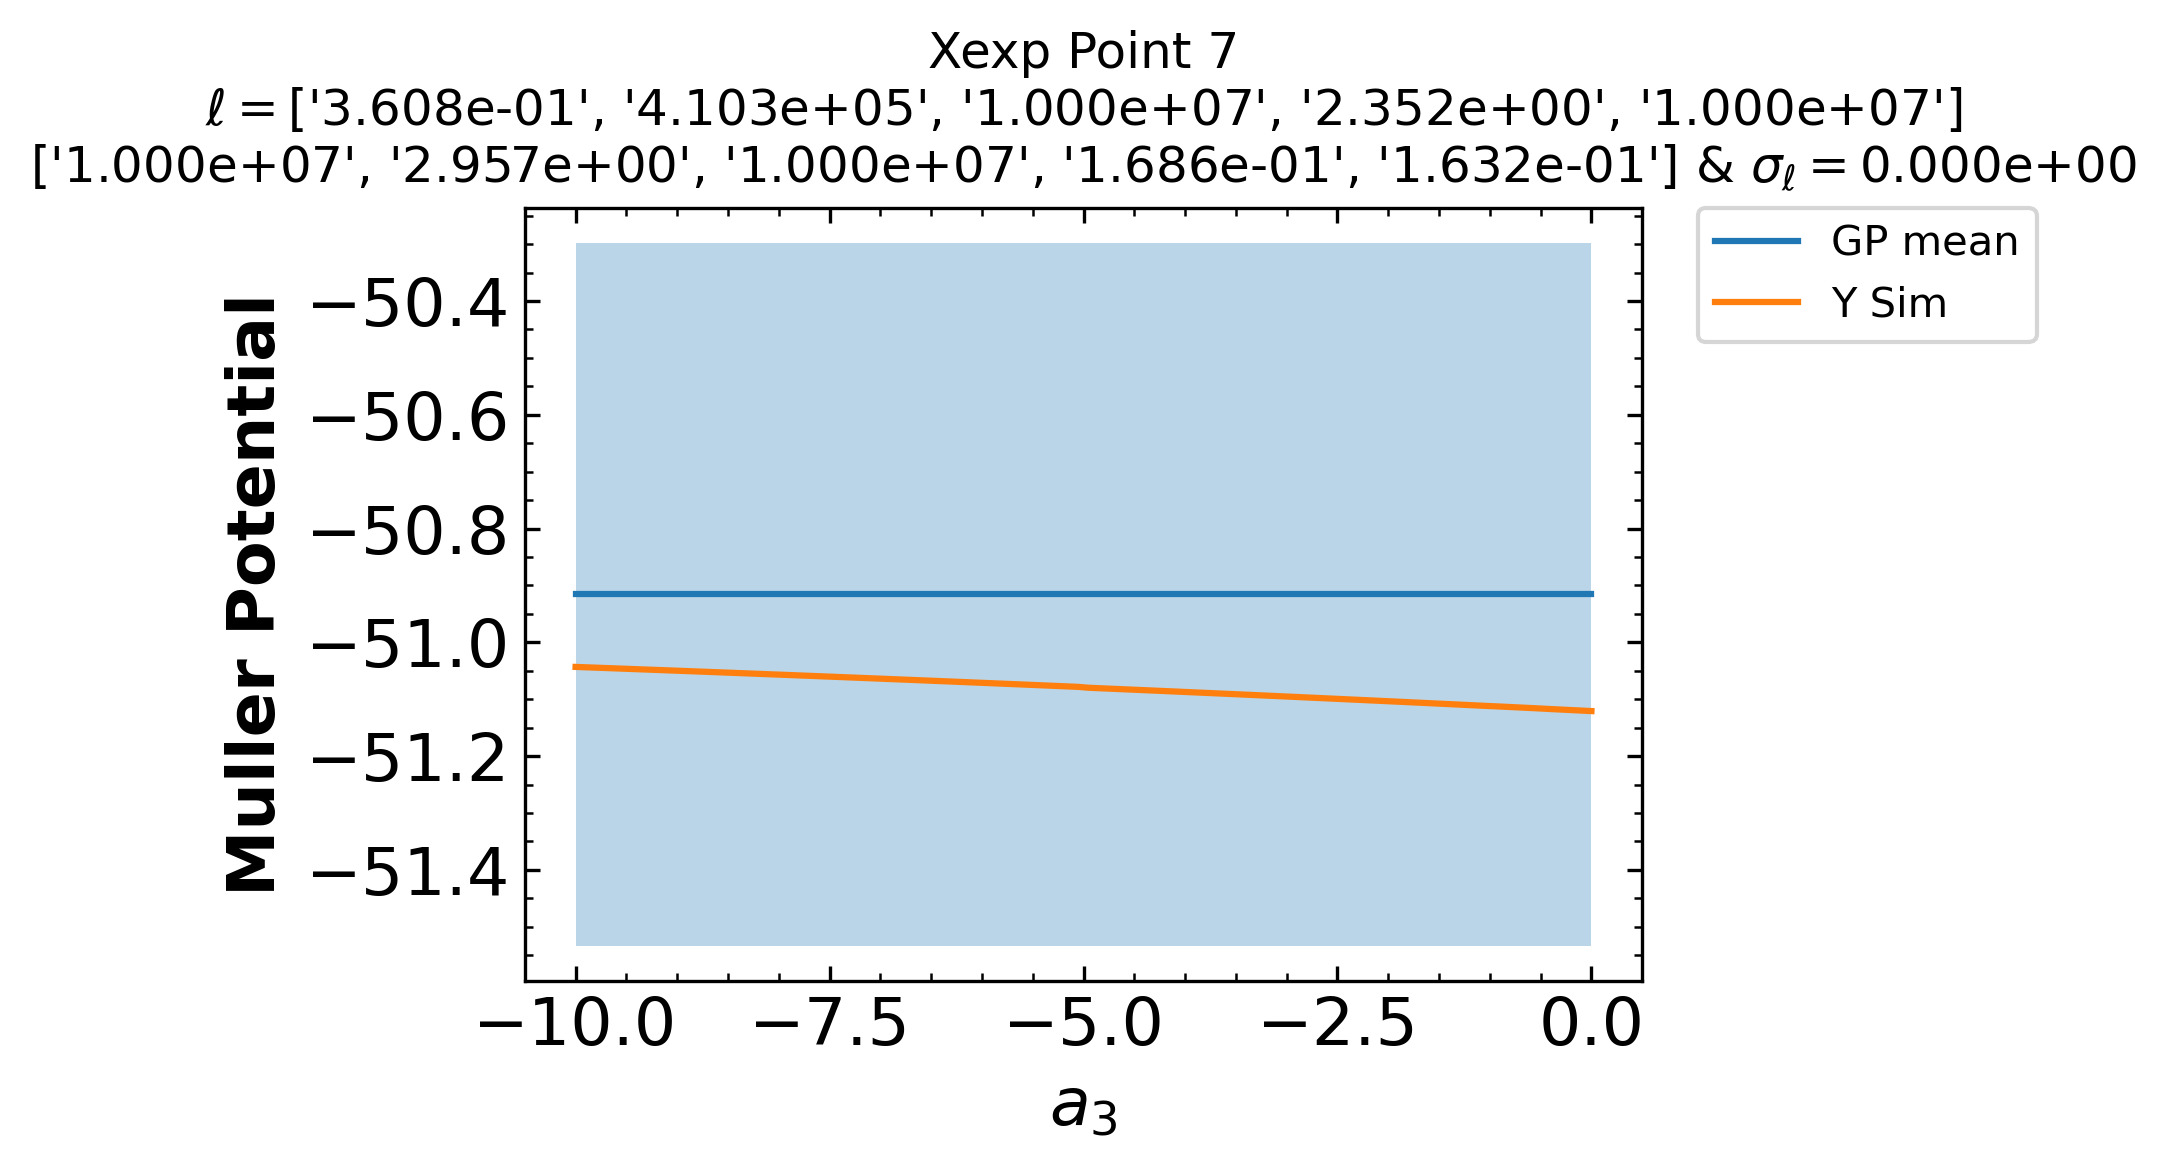 Xexp Point 7
ℓ = ['3.608e-01', '4.103e+05', '1.000e+07', '2.352e+00', '1.000e+07']
['1.000e+07', '2.957e+00', '1.000e+07', '1.686e-01', '1.632e-01'] & σℓ = 0.000e+00
GP mean
Y Sim
Muller Potential
−50.4
−50.6
−50.8
−51.0
−51.2
−51.4
−10.0 −7.5 −5.0 −2.5 0.0
a₃